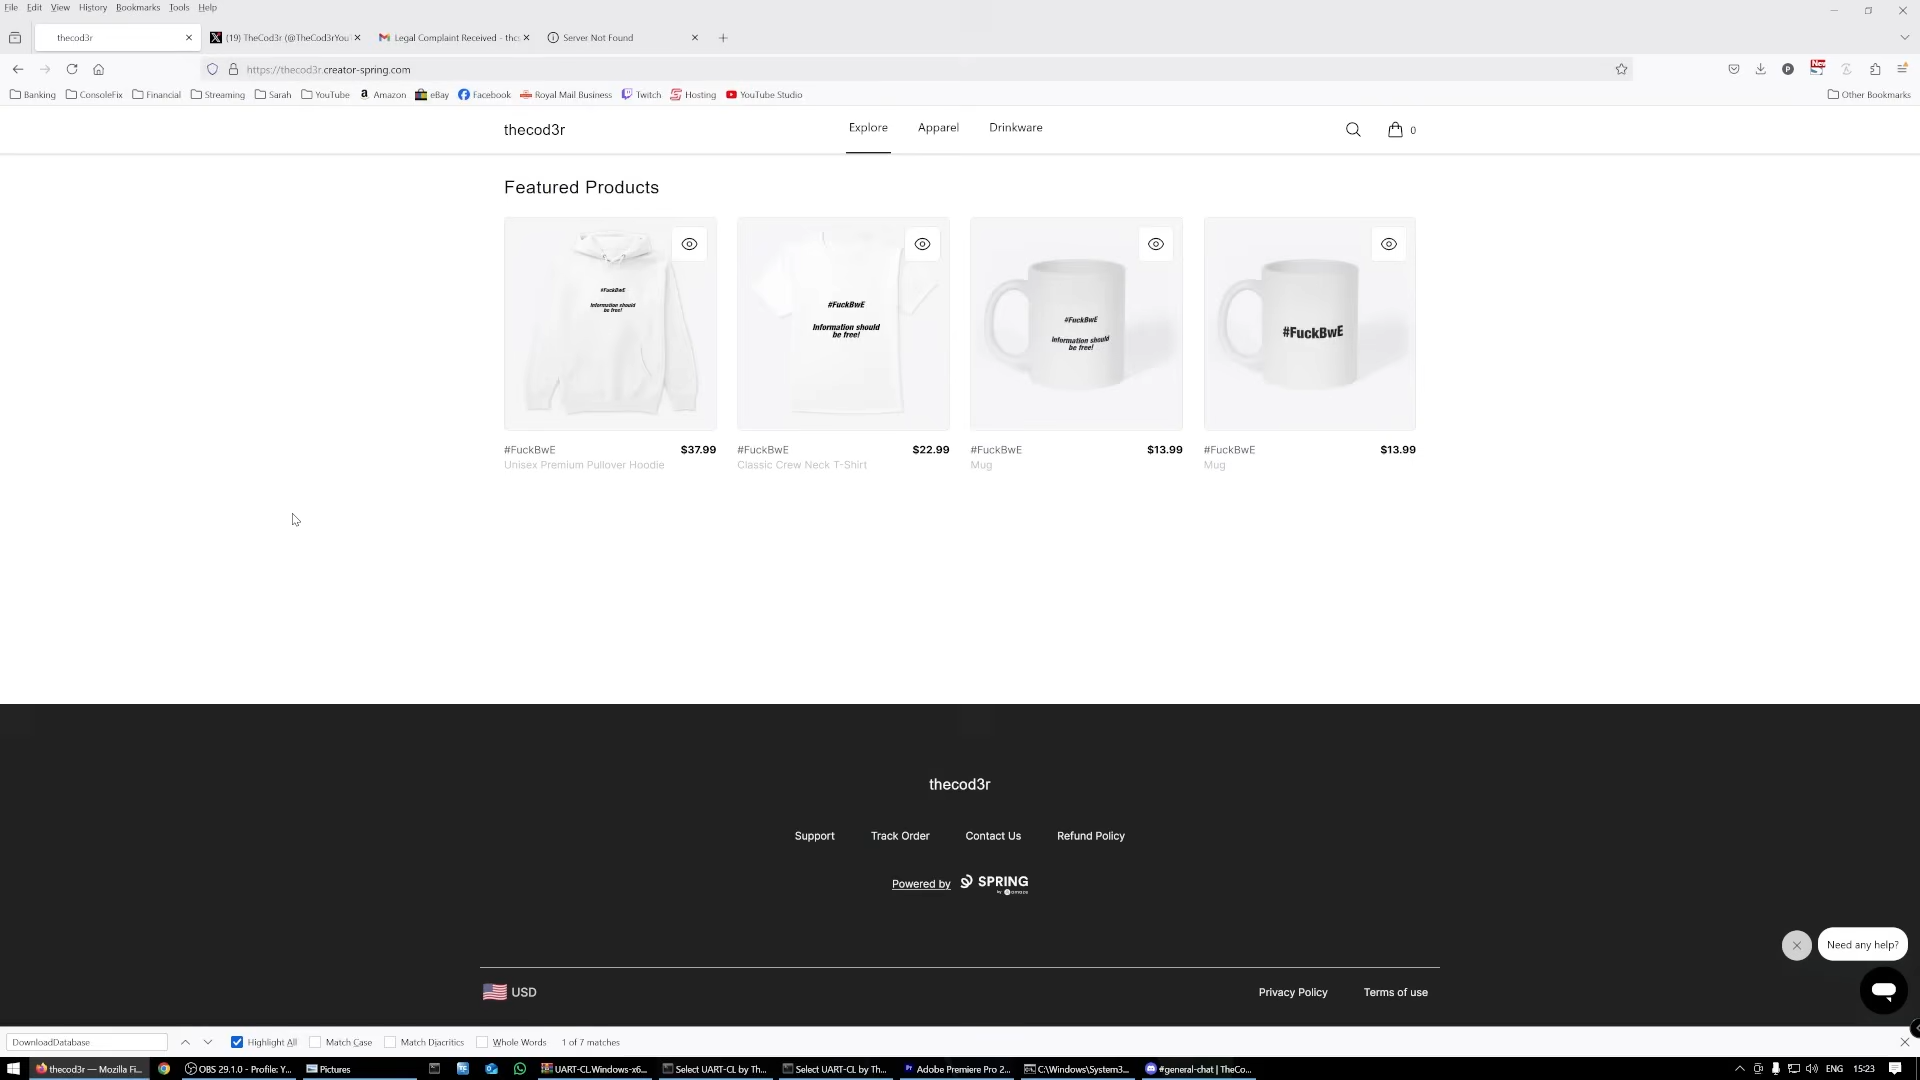 File Edit View History Bookmarks Tools Help
thecod3r
(19) TheCod3r (@TheCod3rYou
Legal Complaint Received - thc
Server Not Found
https://thecod3r.creator-spring.com
Banking ConsoleFix Financial Streaming Sarah YouTube Amazon eBay Facebook Royal Mail Business Twitch Hosting YouTube Studio Other Bookmarks
thecod3r
Explore Apparel Drinkware
0
Featured Products
#FuckBwE
Information should
be free!
#FuckBwE
Information should
be free!
#FuckBwE
Information should
be free!
#FuckBwE
#FuckBwE $37.99
Unisex Premium Pullover Hoodie
#FuckBwE $22.99
Classic Crew Neck T-Shirt
#FuckBwE $13.99
Mug
#FuckBwE $13.99
Mug
thecod3r
Support Track Order Contact Us Refund Policy
Powered by SPRING
by amaze
Need any help?
USD
Privacy Policy Terms of use
DownloadDatabase Highlight All Match Case Match Diacritics Whole Words 1 of 7 matches
thecod3r — Mozilla Fi... OBS 29.1.0 - Profile: Y... Pictures UART-CL.Windows-x6... Select UART-CL by Th... Select UART-CL by Th... Adobe Premiere Pro 2... C:\Windows\System3... #general-chat | TheCo... ENG 15:23